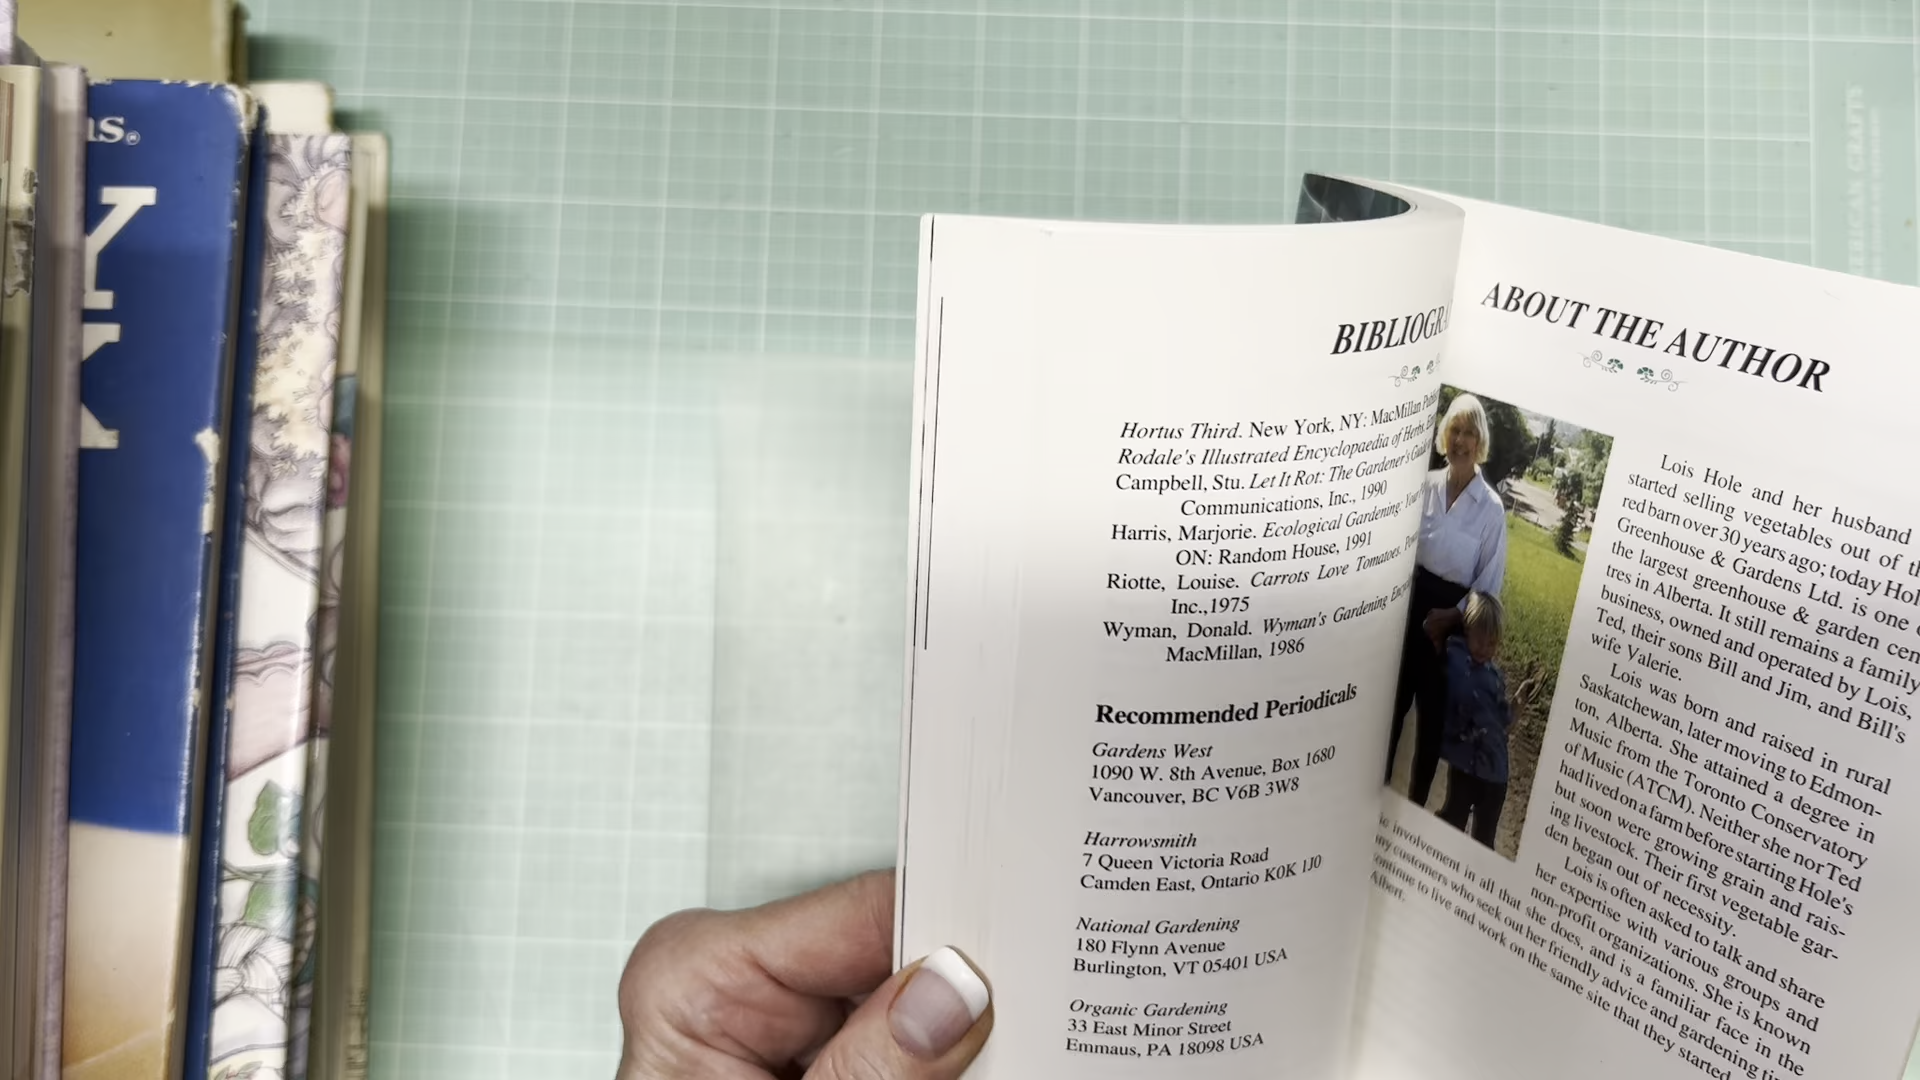 as®
Y
K
BIBLIOGRA
Hortus Third. New York, NY: MacMillan
Rodale's Illustrated Encyclopaedia of Herbs.
Campbell, Stu. Let It Rot: The Gardener's
Communications, Inc., 1990
Harris, Marjorie. Ecological Gardening:
ON: Random House, 1991
Riotte, Louise. Carrots Love Tomatoes.
Inc.,1975
Wyman, Donald. Wyman's Gardening
MacMillan, 1986
Recommended Periodicals
Gardens West
1090 W. 8th Avenue, Box 1680
Vancouver, BC V6B 3W8
Harrowsmith
7 Queen Victoria Road
Camden East, Ontario K0K 1J0
National Gardening
180 Flynn Avenue
Burlington, VT 05401 USA
Organic Gardening
33 East Minor Street
Emmaus, PA 18098 USA
ABOUT THE AUTHOR
Lois Hole and her husband
started selling vegetables out of
red barn over 30 years ago; today
Greenhouse & Gardens Ltd. is one
the largest greenhouse & garden cen
tres in Alberta. It still remains a family
business, owned and operated by Lois,
Ted, their sons Bill and Jim, and Bill's
wife Valerie.
Lois was born and raised in rural
Saskatchewan, later moving to Edmon-
ton, Alberta. She attained a degree in
Music from the Toronto Conservatory
of Music (ATCM). Neither she nor Ted
had lived on a farm before starting Hole's
but soon were growing grain and rais-
ing livestock. Their first vegetable gar-
den began out of necessity.
Lois is often asked to talk and share
her expertise with various groups and
non-profit organizations. She is known
involvement in all that she does, and is a familiar face in the
customers who seek out her friendly advice and gardening
continue to live and work on the same site that they started
Albert.